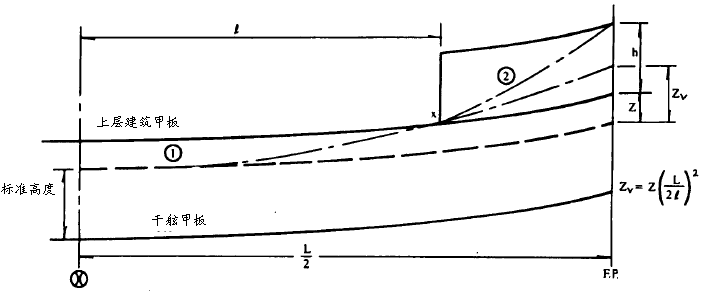 l
②
h
Z_V
Z
x
上层建筑甲板
①
标准高度
干舷甲板
Z_V = Z(L/2l)²
L/2
F.P.